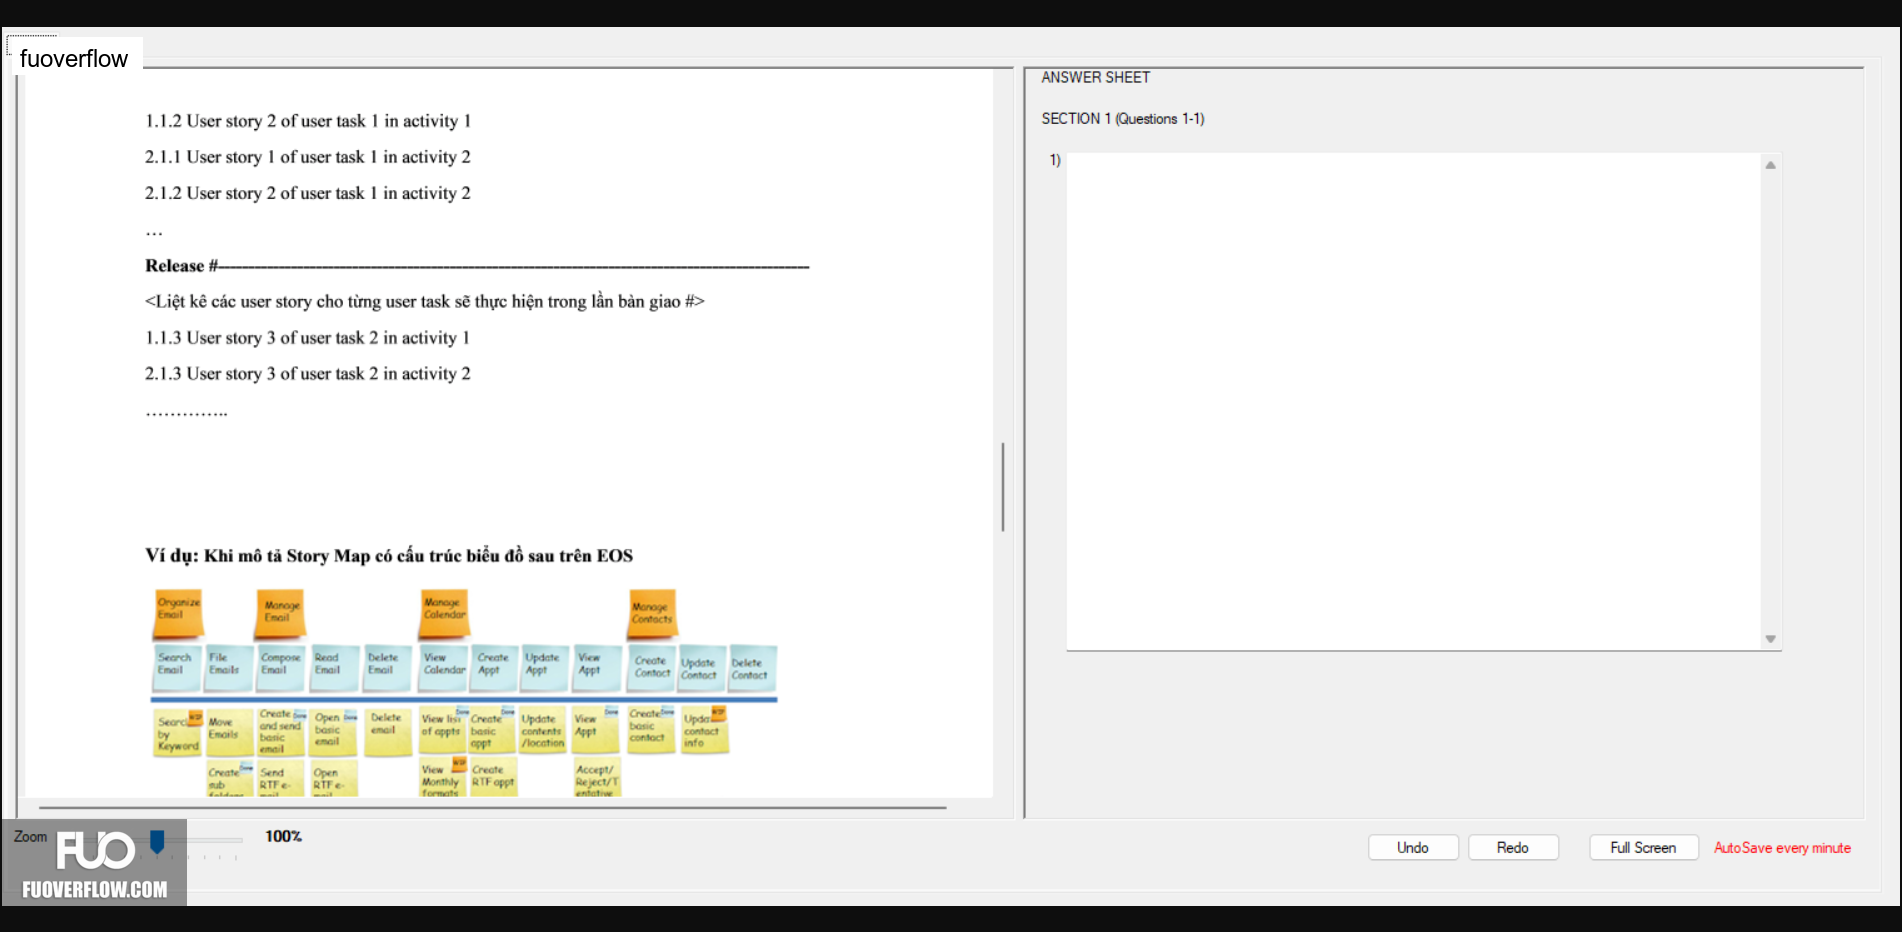 fuoverflow
1.1.2 User story 2 of user task 1 in activity 1
2.1.1 User story 1 of user task 1 in activity 2
2.1.2 User story 2 of user task 1 in activity 2
…
Release #
<Liệt kê các user story cho từng user task sẽ thực hiện trong lần bàn giao #>
1.1.3 User story 3 of user task 2 in activity 1
2.1.3 User story 3 of user task 2 in activity 2
…………..
Ví dụ: Khi mô tả Story Map có cấu trúc biểu đồ sau trên EOS
Organize Email
Manage Email
Manage Calendar
Manage Contacts
Search Email
File Emails
Compose Email
Read Email
Delete Email
View Calendar
Create Appt
Update Appt
View Appt
Create Contact
Update Contact
Delete Contact
by Keyword
WIP
Move Emails
Create and send basic email
Done
Open basic email
Done
Delete email
View list of appts
Done
Create basic appt
Done
Update contents /location
View Appt
Done
Create basic contact
Done
contact info
WIP
Create sub
Done
Send RTF e-
Open RTF e-
View Monthly formats
WIP
Create RTF appt
Accept/ Reject/T entative
ANSWER SHEET
SECTION 1 (Questions 1-1)
1)
Zoom
100%
FUO
FUOVERFLOW.COM
Undo
Redo
Full Screen
AutoSave every minute